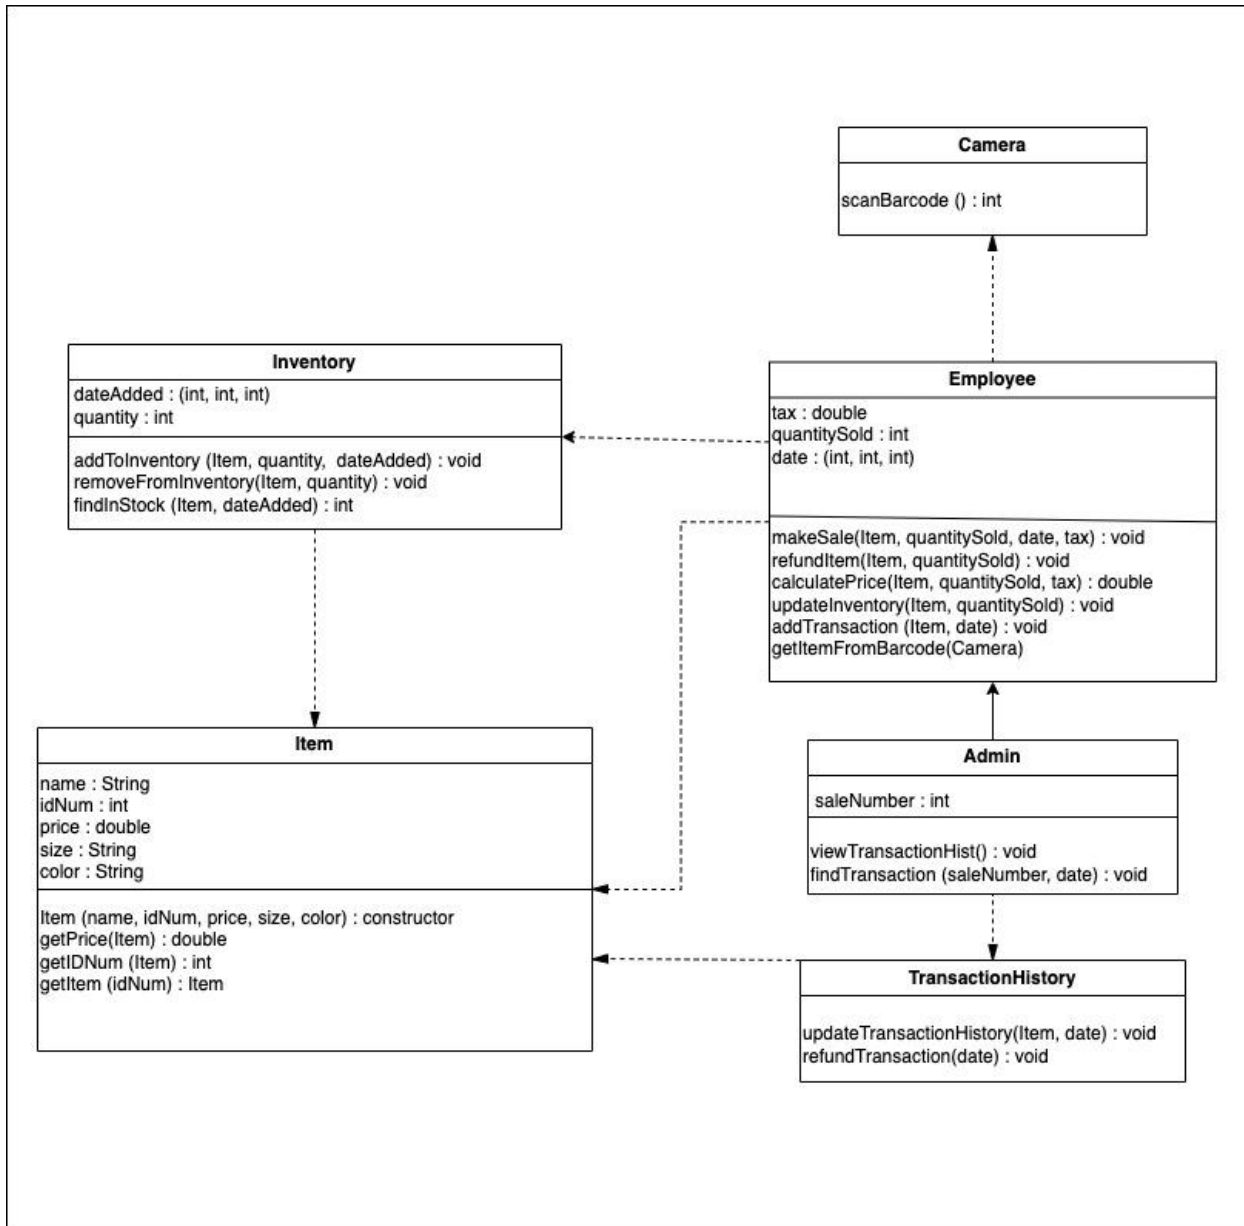 Camera
scanBarcode () : int
Inventory
dateAdded : (int, int, int)
quantity : int
addToInventory (Item, quantity, dateAdded) : void
removeFromInventory(Item, quantity) : void
findInStock (Item, dateAdded) : int
Employee
tax : double
quantitySold : int
date : (int, int, int)
makeSale(Item, quantitySold, date, tax) : void
refundItem(Item, quantitySold) : void
calculatePrice(Item, quantitySold, tax) : double
updateInventory(Item, quantitySold) : void
addTransaction (Item, date) : void
getItemFromBarcode(Camera)
Item
name : String
idNum : int
price : double
size : String
color : String
Item (name, idNum, price, size, color) : constructor
getPrice(Item) : double
getIDNum (Item) : int
getItem (idNum) : Item
Admin
saleNumber : int
viewTransactionHist() : void
findTransaction (saleNumber, date) : void
TransactionHistory
updateTransactionHistory(Item, date) : void
refundTransaction(date) : void